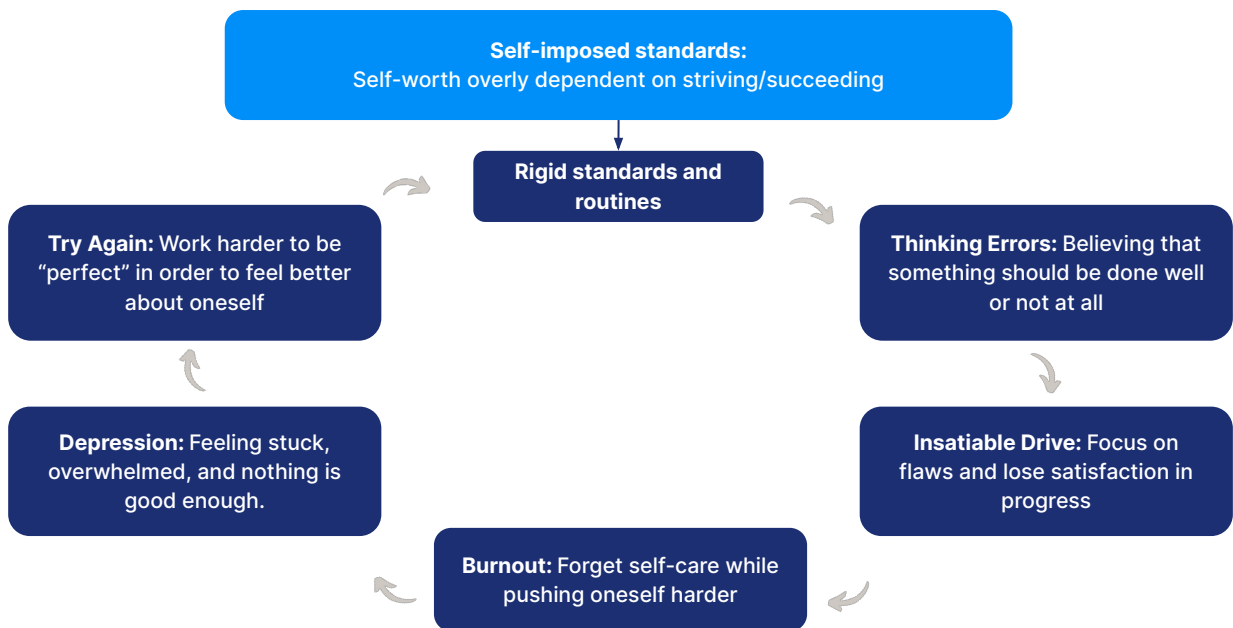 Self-imposed standards:
Self-worth overly dependent on striving/succeeding
Rigid standards and
routines
Thinking Errors: Believing that
something should be done well
or not at all
Insatiable Drive: Focus on
flaws and lose satisfaction in
progress
Burnout: Forget self-care while
pushing oneself harder
Depression: Feeling stuck,
overwhelmed, and nothing is
good enough.
Try Again: Work harder to be
“perfect” in order to feel better
about oneself